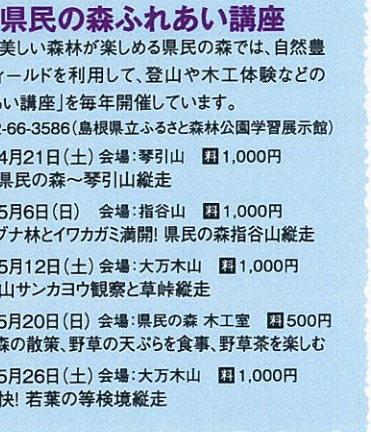 県民の森ふれあい講座
美しい森林が楽しめる県民の森では、自然豊
ィールドを利用して、登山や木工体験などの
い講座」を毎年開催しています。
2-66-3586(島根県立ふるさと森林公園学習展示館)
4月21日(土) 会場:琴引山 料1,000円
県民の森〜琴引山縦走
5月6日(日) 会場:指谷山 料1,000円
ブナ林とイワカガミ満開! 県民の森指谷山縦走
5月12日(土) 会場:大万木山 料1,000円
山サンカヨウ観察と草峠縦走
5月20日(日) 会場:県民の森 木工室 料500円
森の散策、野草の天ぷらを食事、野草茶を楽しむ
5月26日(土) 会場:大万木山 料1,000円
快! 若葉の等検境縦走